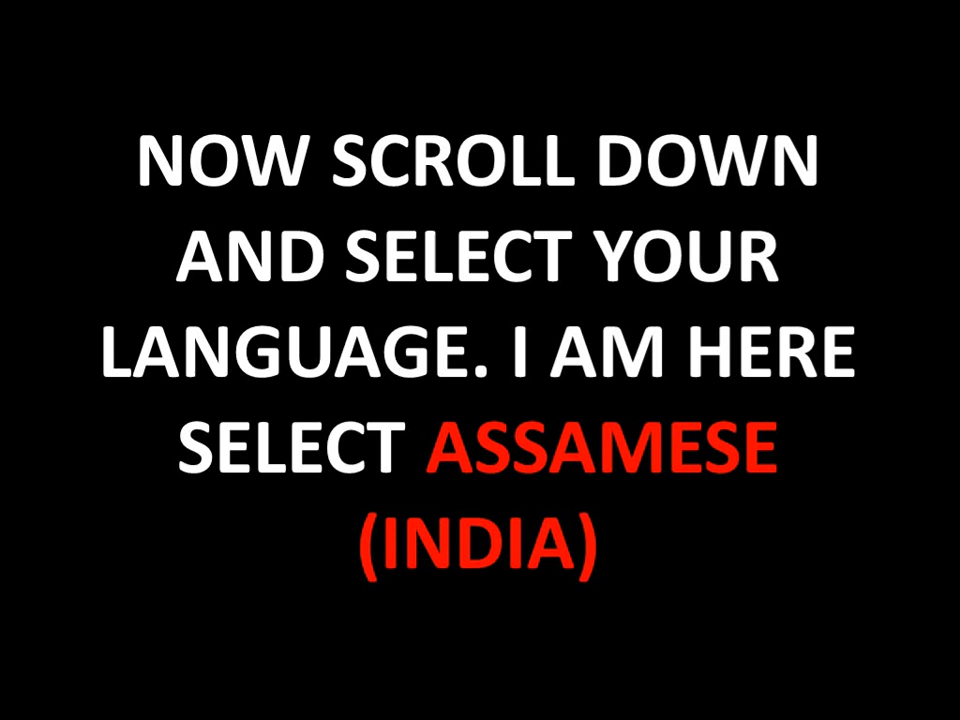 NOW SCROLL DOWN
AND SELECT YOUR
LANGUAGE. I AM HERE
SELECT ASSAMESE
(INDIA)